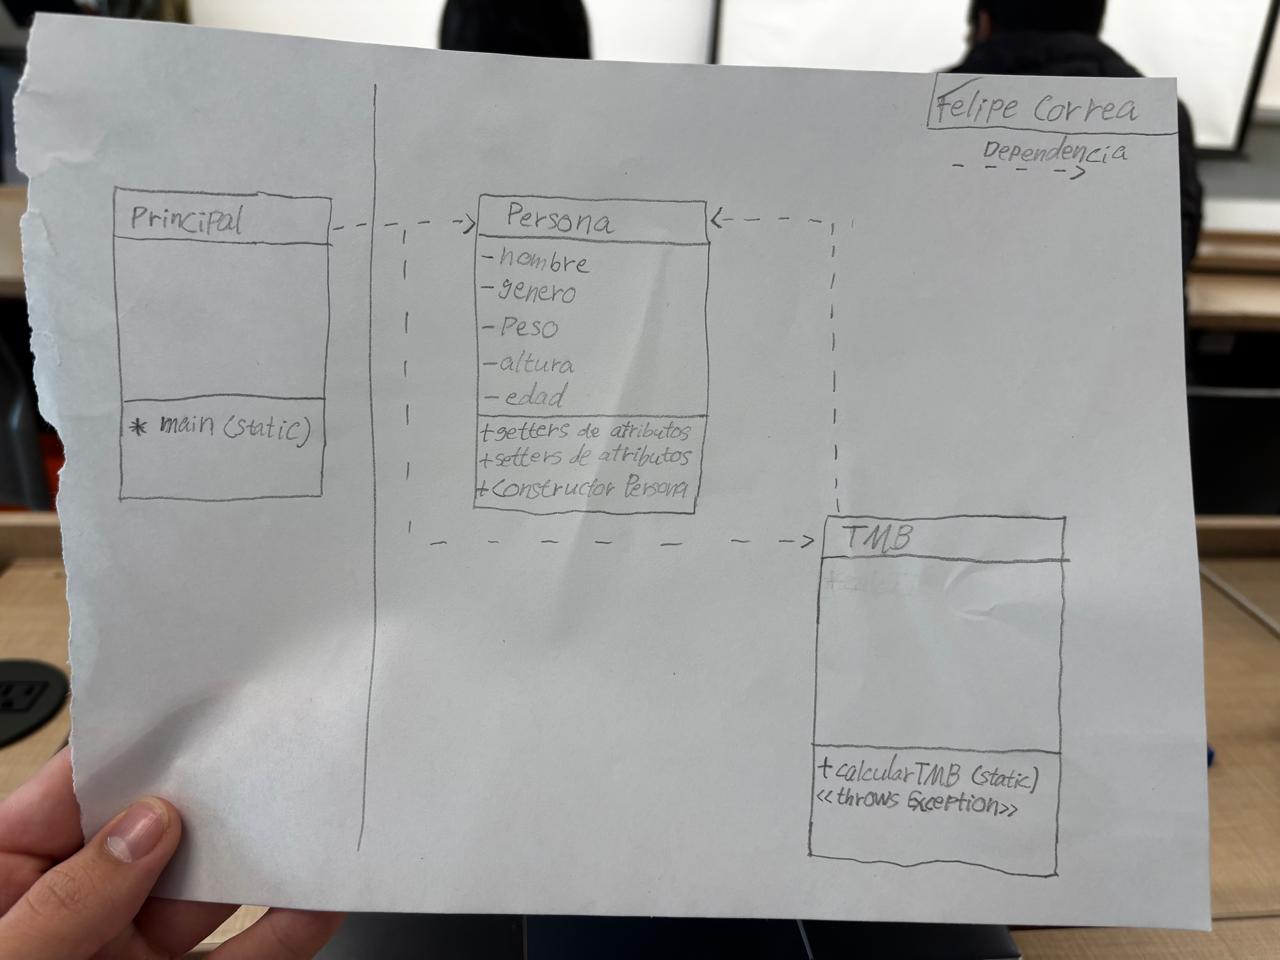 Felipe Correa
Dependencia
Principal
* main (static)
Persona
- nombre
- genero
- Peso
- altura
- edad
+ getters de atributos
+ setters de atributos
+ Constructor Persona
TMB
+ calcularTMB (static)
<<throws Exception>>